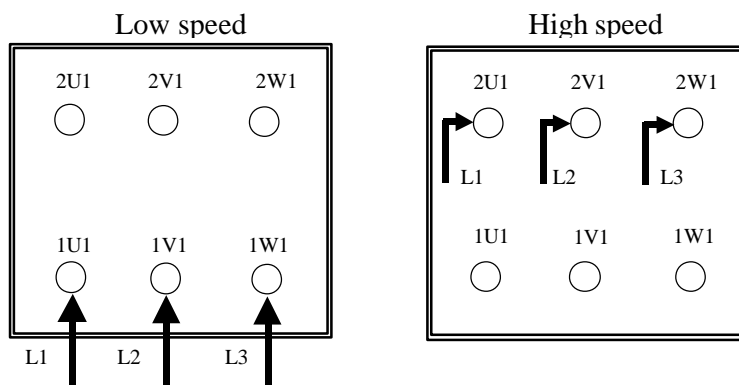 Low speed
2U1 2V1 2W1
1U1 1V1 1W1
L1 L2 L3
High speed
2U1 2V1 2W1
L1 L2 L3
1U1 1V1 1W1